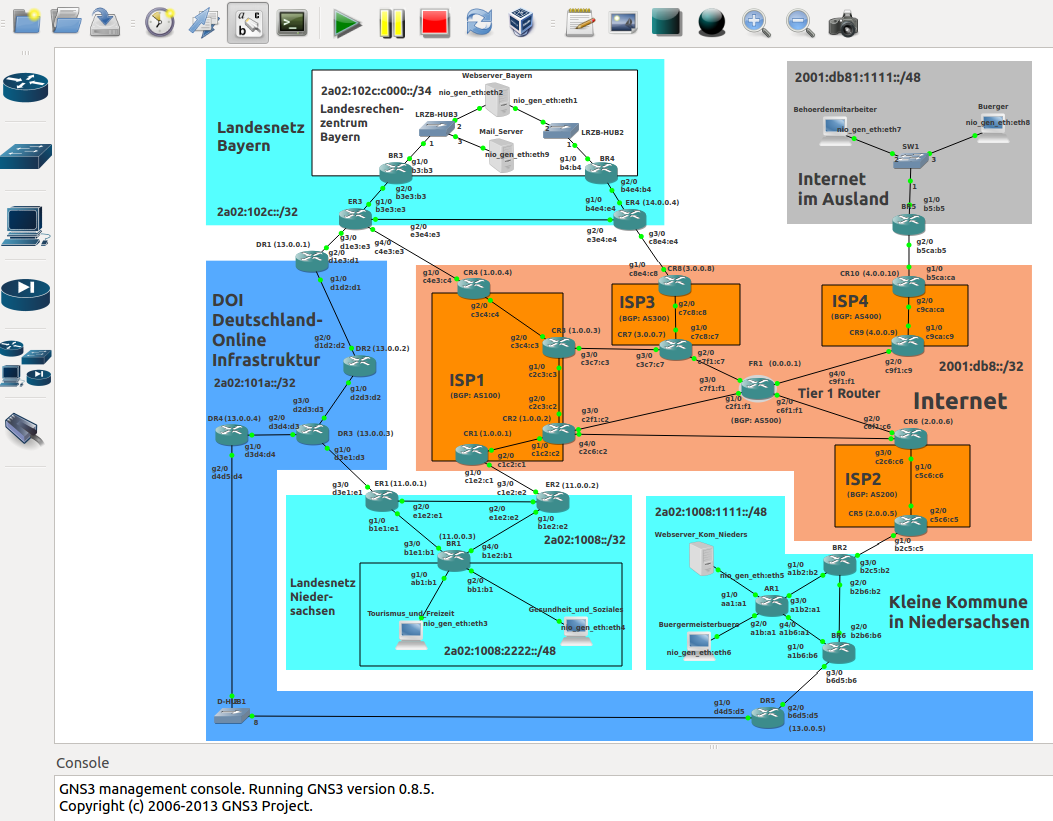 Webserver_Bayern
2a02:102c:c000::/34
nio_gen_eth:eth2
nio_gen_eth:eth1
Landesrechen-
zentrum
Bayern
LRZB-HUB3
2
1
3
Mail_Server
nio_gen_eth:eth9
2
LRZB-HUB2
1
Landesnetz
Bayern
BR3
g1/0
b3:b3
g1/0
b4:b4
BR4
g2/0
b3e3:b3
g2/0
b4e4:b4
2a02:102c::/32
ER3
g1/0
b3e3:e3
g1/0
b4e4:e4
ER4 (14.0.0.4)
g2/0
e3e4:e3
g2/0
e3e4:e4
g3/0
c8e4:e4
g3/0
d1e3:e3
g4/0
c4e3:e3
2001:db81:1111::/48
Behoerdenmitarbeiter
nio_gen_eth:eth7
Buerger
nio_gen_eth:eth8
SW1
2
3
1
Internet
im Ausland
g1/0
b5:b5
BR5
g2/0
b5ca:b5
DR1 (13.0.0.1)
g2/0
d1e3:d1
g1/0
d1d2:d1
DOI
Deutschland-
Online
Infrastruktur
2a02:101a::/32
g2/0
d1d2:d2
DR2 (13.0.0.2)
g1/0
d2d3:d2
g3/0
d2d3:d3
DR4 (13.0.0.4)
g2/0
d3d4:d3
DR3 (13.0.0.3)
g1/0
d3d4:d4
g1/0
d3e1:d3
g2/0
d4d5:d4
g1/0
c4e3:c4
CR4 (1.0.0.4)
g2/0
c3c4:c4
g2/0
c3c4:c3
CR3 (1.0.0.3)
g3/0
c3c7:c3
g1/0
c2c3:c3
ISP1
(BGP: AS100)
g2/0
c2c3:c2
CR2 (1.0.0.2)
g3/0
c2f1:c2
CR1 (1.0.0.1)
g1/0
c1c2:c2
g4/0
c2c6:c2
g2/0
c1c2:c1
g1/0
c1e2:c1
g1/0
c8e4:c8
CR8(3.0.0.8)
ISP3
(BGP: AS300)
g2/0
c7c8:c8
CR7 (3.0.0.7)
g1/0
c7c8:c7
g3/0
c3c7:c7
g2/0
c7f1:c7
g3/0
c7f1:f1
FR1 (0.0.0.1)
g4/0
c9f1:f1
g1/0
c2f1:f1
g2/0
c6f1:f1
Tier 1 Router
(BGP: AS500)
CR10 (4.0.0.10)
g1/0
b5ca:ca
ISP4
(BGP: AS400)
g2/0
c9ca:c9
g1/0
c9ca:c9
CR9 (4.0.0.9)
g2/0
c9f1:c9
2001:db8::/32
Internet
g2/0
c6f1:c6
CR6 (2.0.0.6)
g3/0
c2c6:c6
g1/0
c5c6:c6
ISP2
(BGP: AS200)
CR5 (2.0.0.5)
g2/0
c5c6:c5
g1/0
b2c5:c5
g3/0
d3e1:e1
ER1 (11.0.0.1)
g3/0
c1e2:e2
ER2 (11.0.0.2)
g2/0
e1e2:e1
g2/0
e1e2:e2
g1/0
b1e1:e1
g1/0
b1e2:e2
(11.0.0.3)
BR1
g3/0
b1e1:b1
g4/0
b1e2:b1
2a02:1008::/32
g1/0
ab1:b1
g2/0
bb1:b1
Landesnetz
Nieder-
sachsen
Tourismus_und_Freizeit
nio_gen_eth:eth3
Gesundheit_und_Soziales
nio_gen_eth:eth4
2a02:1008:2222::/48
2a02:1008:1111::/48
Webserver_Kom_Nieders
nio_gen_eth:eth5
BR2
g3/0
b2c5:b2
g1/0
a1b2:b2
g2/0
b2b6:b2
AR1
g1/0
aa1:a1
g3/0
a1b2:a1
Buergermeisterbuero
g2/0
a1b:a1
g4/0
a1b6:a1
nio_gen_eth:eth6
BR6
g2/0
b2b6:b6
g1/0
a1b6:b6
g3/0
b6d5:b6
Kleine Kommune
in Niedersachsen
D-HUB1
g1/0
d4d5:d5
DR5
g2/0
b6d5:d5
(13.0.0.5)
Console
GNS3 management console. Running GNS3 version 0.8.5.
Copyright (c) 2006-2013 GNS3 Project.